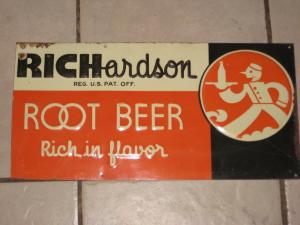 RICHardson
REG. U.S. PAT. OFF.
ROOT BEER
Rich in flavor